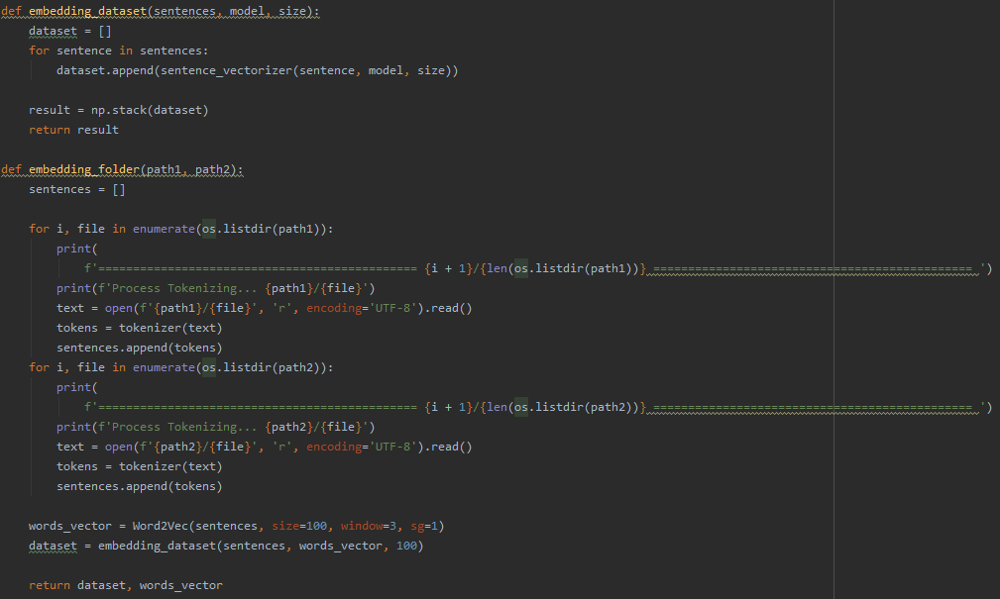 def embedding_dataset(sentences, model, size):
    dataset = []
    for sentence in sentences:
        dataset.append(sentence_vectorizer(sentence, model, size))

    result = np.stack(dataset)
    return result

def embedding_folder(path1, path2):
    sentences = []

    for i, file in enumerate(os.listdir(path1)):
        print(
            f'============================================== {i + 1}/{len(os.listdir(path1))} ============================================== ')
        print(f'Process Tokenizing... {path1}/{file}')
        text = open(f'{path1}/{file}', 'r', encoding='UTF-8').read()
        tokens = tokenizer(text)
        sentences.append(tokens)
    for i, file in enumerate(os.listdir(path2)):
        print(
            f'============================================== {i + 1}/{len(os.listdir(path2))} ============================================== ')
        print(f'Process Tokenizing... {path2}/{file}')
        text = open(f'{path2}/{file}', 'r', encoding='UTF-8').read()
        tokens = tokenizer(text)
        sentences.append(tokens)

    words_vector = Word2Vec(sentences, size=100, window=3, sg=1)
    dataset = embedding_dataset(sentences, words_vector, 100)

    return dataset, words_vector